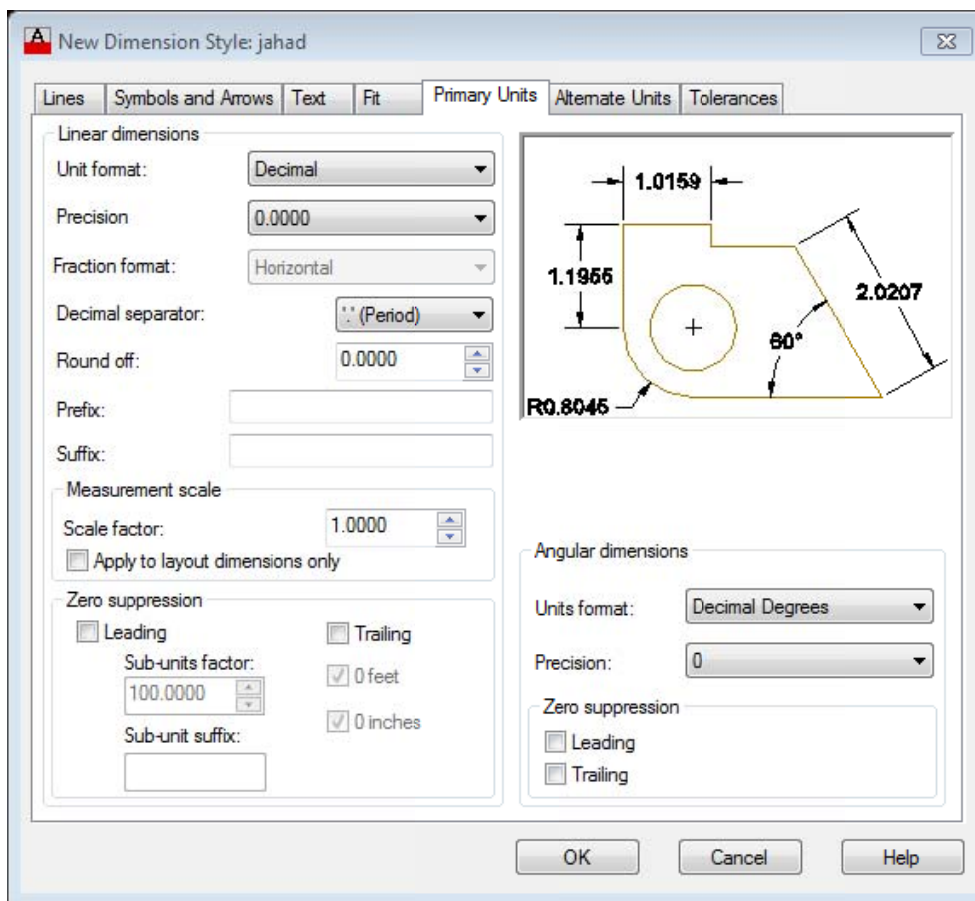 New Dimension Style: jahad
Lines Symbols and Arrows Text Fit Primary Units Alternate Units Tolerances
Linear dimensions
Unit format: Decimal
Precision 0.0000
Fraction format: Horizontal
Decimal separator: '.' (Period)
Round off: 0.0000
Prefix:
Suffix:
Measurement scale
Scale factor: 1.0000
Apply to layout dimensions only
Zero suppression
Leading Trailing
Sub-units factor: 0 feet
100.0000
0 inches
Sub-unit suffix:
1.0159
1.1955
2.0207
60°
R0.8045
Angular dimensions
Units format: Decimal Degrees
Precision: 0
Zero suppression
Leading
Trailing
OK Cancel Help